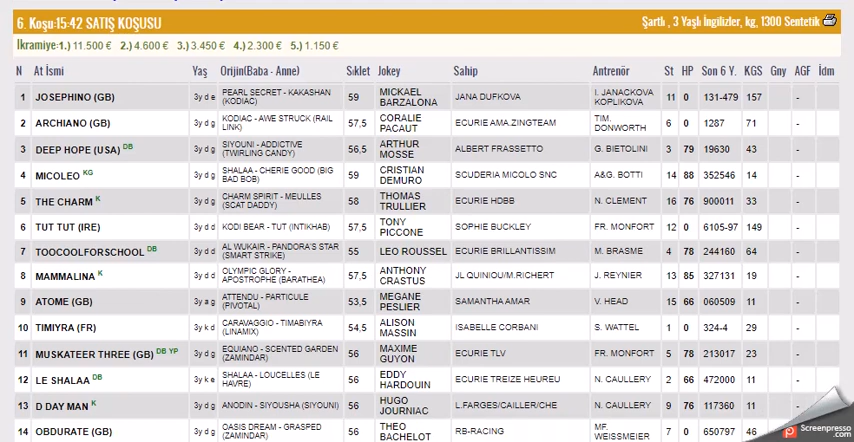 6. Koşu:15:42 SATIŞ KOŞUSU Şartlı , 3 Yaşlı İngilizler, kg, 1300 Sentetik
İkramiye:1.) 11.500 € 2.) 4.600 € 3.) 3.450 € 4.) 2.300 € 5.) 1.150 €
N At İsmi Yaş Orijin(Baba - Anne) Sıklet Jokey Sahip Antrenör St HP Son 6 Y. KGS Gny AGF İdm
1 JOSEPHINO (GB) 3y d e PEARL SECRET - KAKASHAN (KODIAC) 59 MICKAEL BARZALONA JANA DUFKOVA I. JANACKOVA KOPLIKOVA 11 0 131-479 157 -
2 ARCHIANO (GB) 3y d g KODIAC - AWE STRUCK (RAIL LINK) 57,5 CORALIE PACAUT ECURIE AMA.ZINGTEAM TIM. DONWORTH 6 0 1287 71 -
3 DEEP HOPE (USA) DB 3y d g SIYOUNI - ADDICTIVE (TWIRLING CANDY) 56,5 ARTHUR MOSSE ALBERT FRASSETTO G. BIETOLINI 3 79 19630 43 -
4 MICOLEO KG 3y d g SHALAA - CHERIE GOOD (BIG BAD BOB) 59 CRISTIAN DEMURO SCUDERIA MICOLO SNC A&G. BOTTI 14 88 352546 14 -
5 THE CHARM K 3y d g CHARM SPIRIT - MEULLES (SCAT DADDY) 58 THOMAS TRULLIER ECURIE HDBB N. CLEMENT 16 76 900011 33 -
6 TUT TUT (IRE) 3y d d KODI BEAR - TUT (INTIKHAB) 57,5 TONY PICCONE SOPHIE BUCKLEY FR. MONFORT 12 0 6105-97 149 -
7 TOOCOOLFORSCHOOL DB 3y d d AL WUKAIR - PANDORA'S STAR (SMART STRIKE) 55 LEO ROUSSEL ECURIE BRILLANTISSIM M. BRASME 4 78 244160 64 -
8 MAMMALINA K 3y d d OLYMPIC GLORY - APOSTROPHE (BARATHEA) 57,5 ANTHONY CRASTUS JL QUINIOU/M.RICHERT J. REYNIER 13 85 327131 19 -
9 ATOME (GB) 3y a g ATTENDU - PARTICULE (PIVOTAL) 53,5 MEGANE PESLIER SAMANTHA AMAR V. HEAD 15 66 060509 11 -
10 TIMIYRA (FR) 3y k d CARAVAGGIO - TIMABIYRA (LINAMIX) 54,5 ALISON MASSIN ISABELLE CORBANI S. WATTEL 1 0 324-4 29 -
11 MUSKATEER THREE (GB) DB YP 3y d g EQUIANO - SCENTED GARDEN (ZAMINDAR) 56 MAXIME GUYON ECURIE TLV FR. MONFORT 5 78 213017 23 -
12 LE SHALAA DB 3y k e SHALAA - LOUCELLES (LE HAVRE) 56 EDDY HARDOUIN ECURIE TREIZE HEUREU N. CAULLERY 2 66 472000 11 -
13 D DAY MAN K 3y d g ANODIN - SIYOUSHA (SIYOUNI) 56 HUGO JOURNIAC L.FARGES/CAILLER/CHE N. CAULLERY 9 76 117360 11 -
14 OBDURATE (GB) 3y d g OASIS DREAM - GRASPED (ZAMINDAR) 56 THEO BACHELOT RB-RACING MF. WEISSMEIER 7 0 650797 46 -
Screenpresso
.com